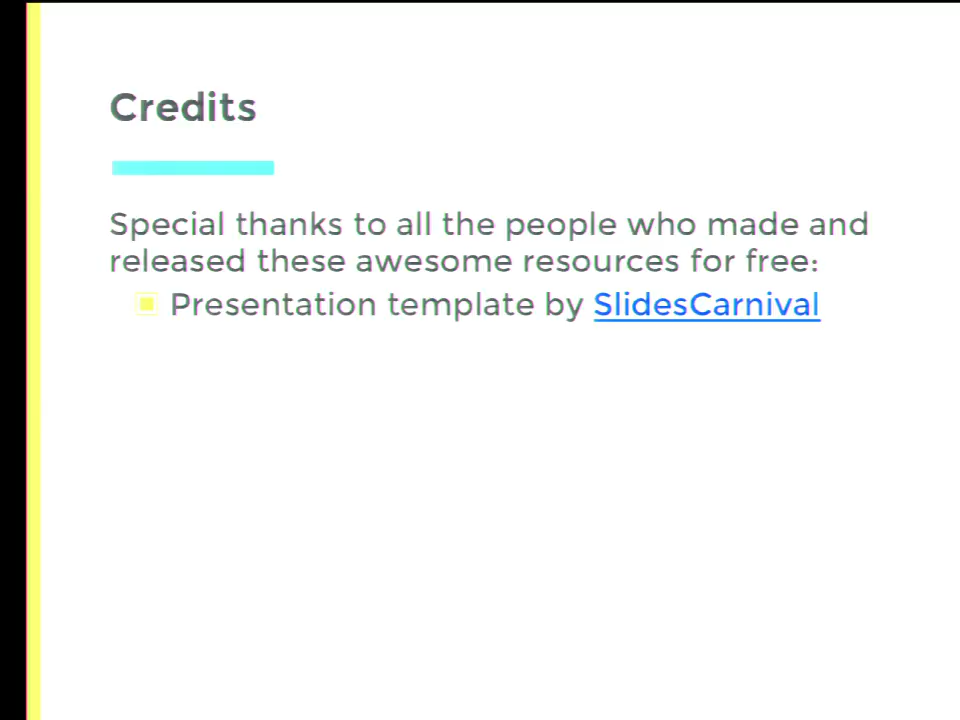 Credits
Special thanks to all the people who made and
released these awesome resources for free:
Presentation template by SlidesCarnival